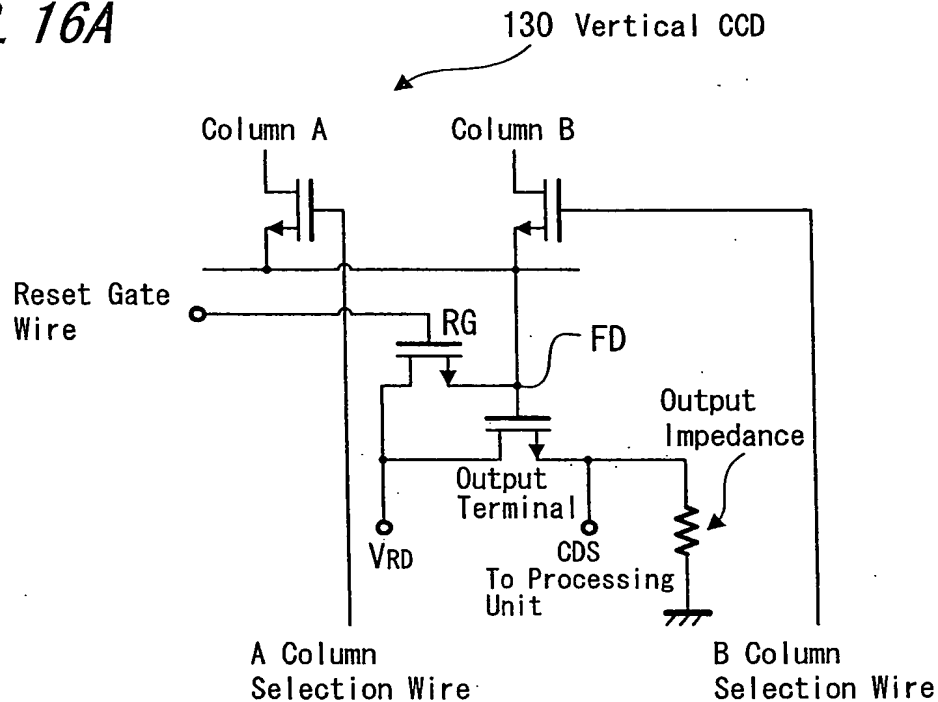 16A
130 Vertical CCD
Column A
Column B
Reset Gate
Wire
RG
FD
Output
Impedance
Output
Terminal
VRD
CDS
To Processing
Unit
A Column
Selection Wire
B Column
Selection Wire